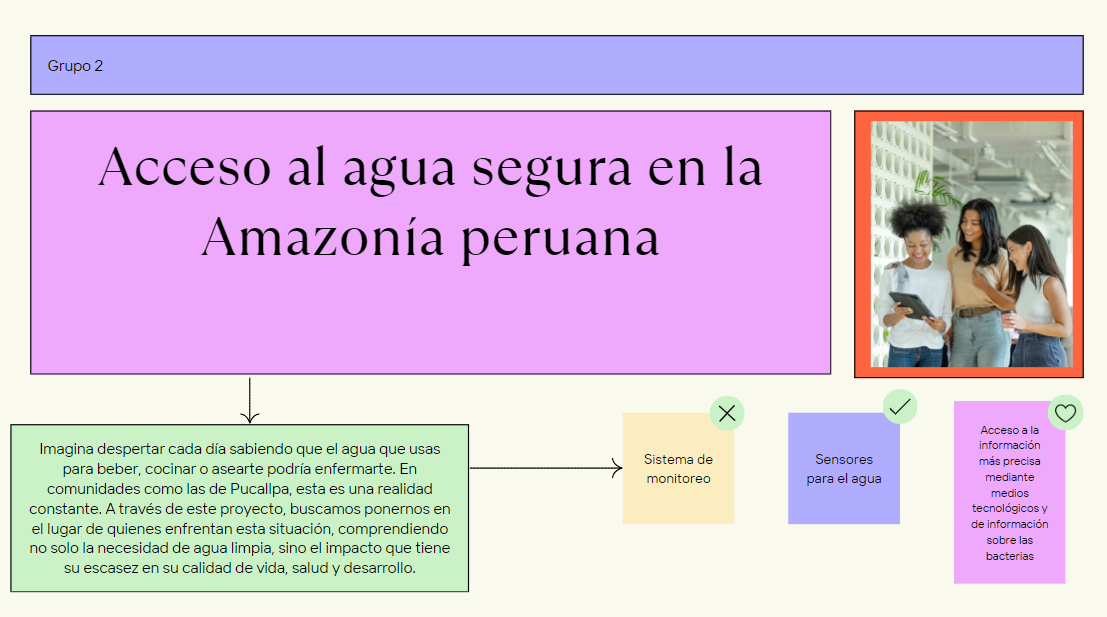 Grupo 2
Acceso al agua segura en la
Amazonía peruana
Imagina despertar cada día sabiendo que el agua que usas
para beber, cocinar o asearte podría enfermarte. En
comunidades como las de Pucallpa, esta es una realidad
constante. A través de este proyecto, buscamos ponernos en
el lugar de quienes enfrentan esta situación, comprendiendo
no solo la necesidad de agua limpia, sino el impacto que tiene
su escasez en su calidad de vida, salud y desarrollo.
Sistema de
monitoreo
Sensores
para el agua
Acceso a la
información
más precisa
mediante
medios
tecnológicos y
de información
sobre las
bacterias